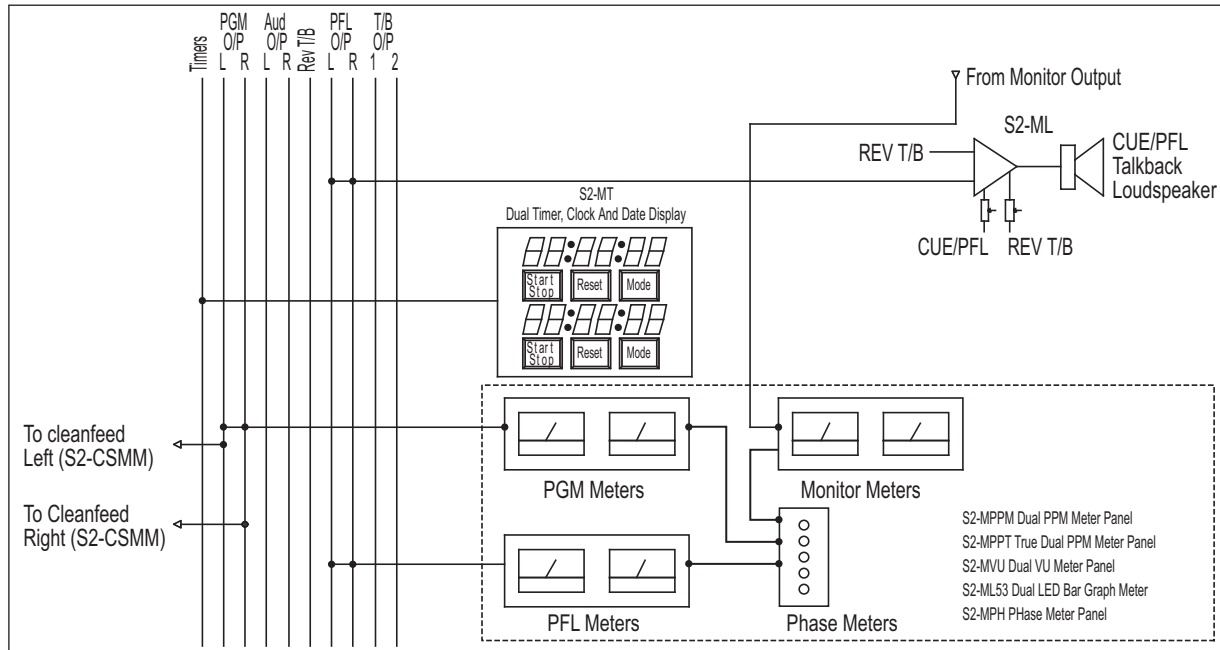 Timers
PGM
O/P
L R
Aud
O/P
L R
Rev T/B
PFL
O/P
L R
T/B
O/P
1 2
From Monitor Output
S2-ML
REV T/B
CUE/PFL
Talkback
Loudspeaker
CUE/PFL
REV T/B
S2-MT
Dual Timer, Clock And Date Display
Start
Stop
Reset
Mode
Start
Stop
Reset
Mode
To cleanfeed
Left (S2-CSMM)
To Cleanfeed
Right (S2-CSMM)
PGM Meters
Monitor Meters
PFL Meters
Phase Meters
S2-MPPM Dual PPM Meter Panel
S2-MPPT True Dual PPM Meter Panel
S2-MVU Dual VU Meter Panel
S2-ML53 Dual LED Bar Graph Meter
S2-MPH PHase Meter Panel